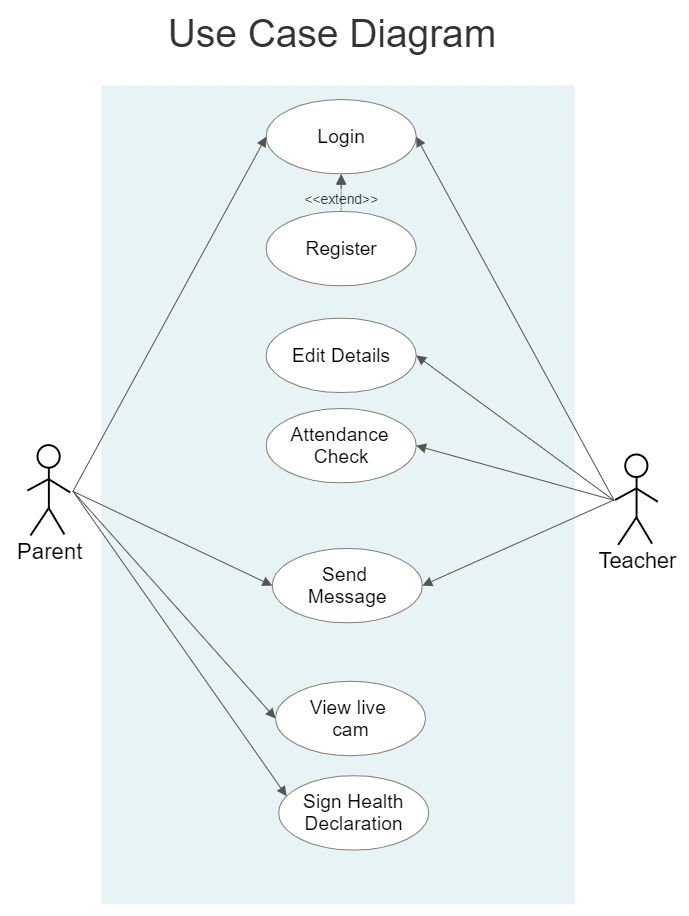 Use Case Diagram
Login
<<extend>>
Register
Edit Details
Attendance
Check
Parent
Teacher
Send
Message
View live
cam
Sign Health
Declaration